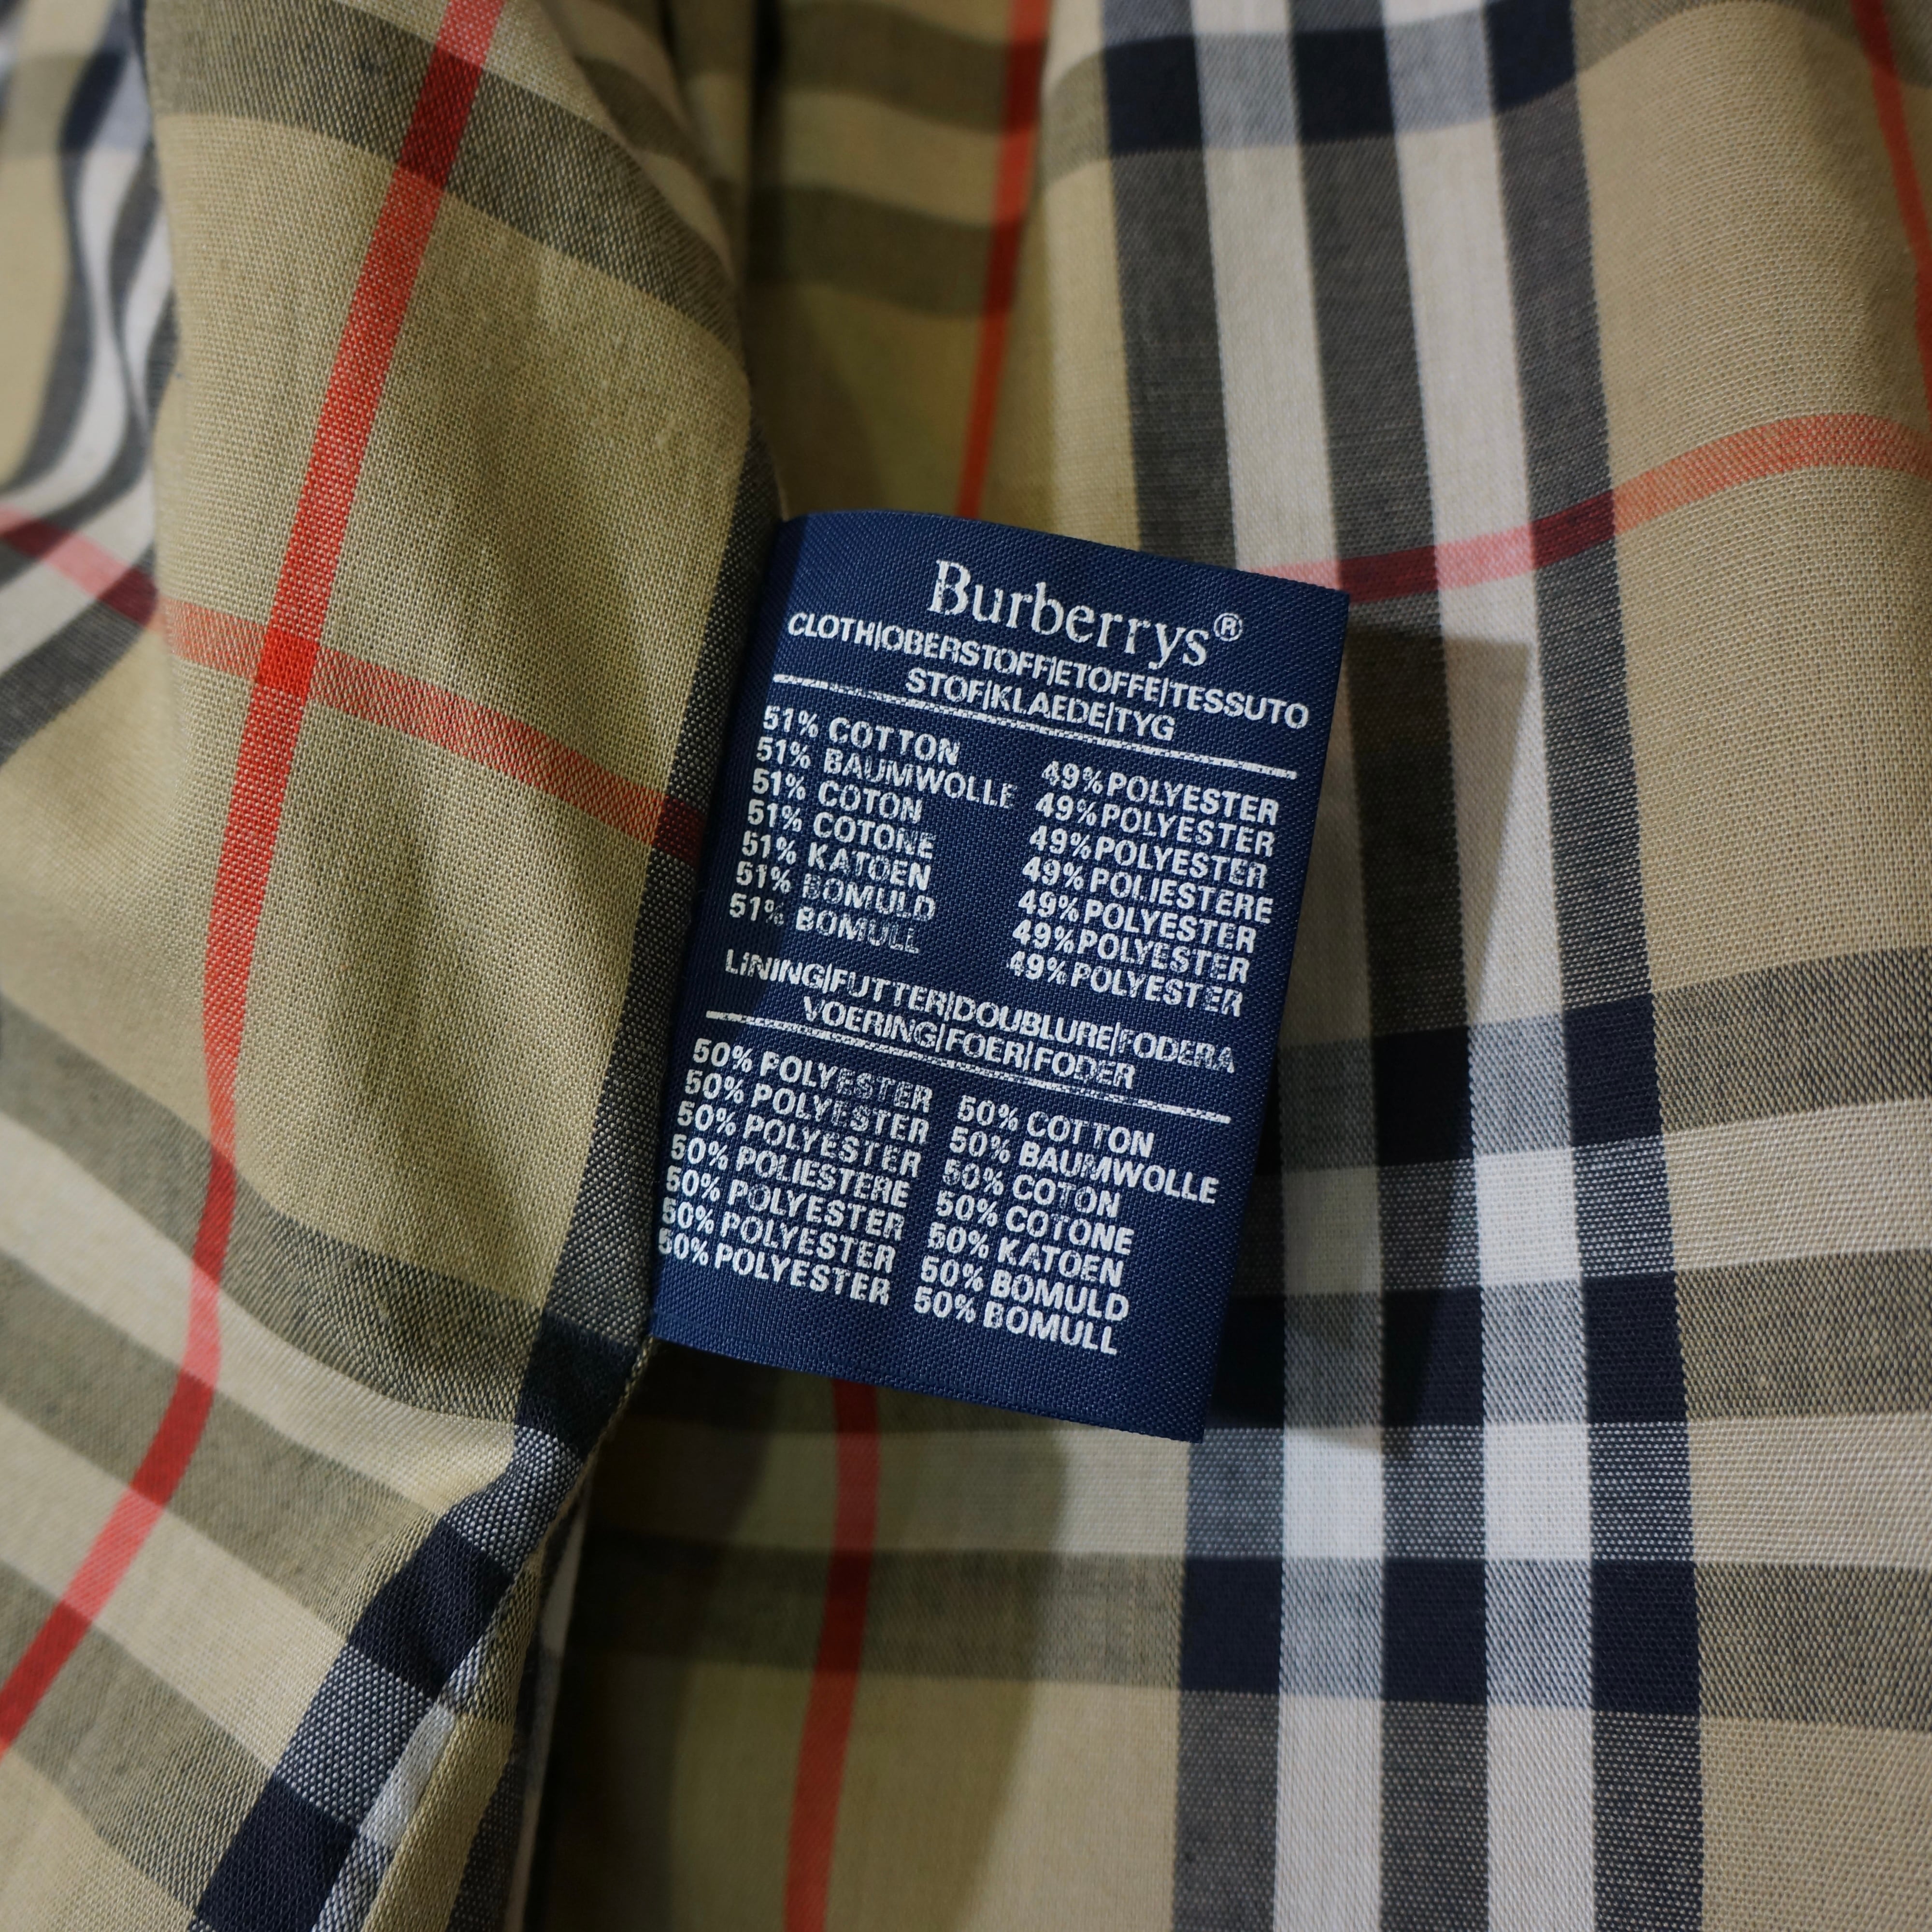 Burberrys®
CLOTH|OBERSTOFF|ETOFFE|TESSUTO
STOF|KLAEDE|TYG
51% COTTON 49% POLYESTER
51% BAUMWOLLE 49% POLYESTER
51% COTON 49% POLYESTER
51% COTONE 49% POLIESTERE
51% KATOEN 49% POLYESTER
51% BOMULD 49% POLYESTER
51% BOMULL 49% POLYESTER
LINING|FUTTER|DOUBLURE|FODERA
VOERING|FOER|FODER
50% POLYESTER 50% COTTON
50% POLYESTER 50% BAUMWOLLE
50% POLYESTER 50% COTON
50% POLIESTERE 50% COTONE
50% POLYESTER 50% KATOEN
50% POLYESTER 50% BOMULD
50% POLYESTER 50% BOMULL